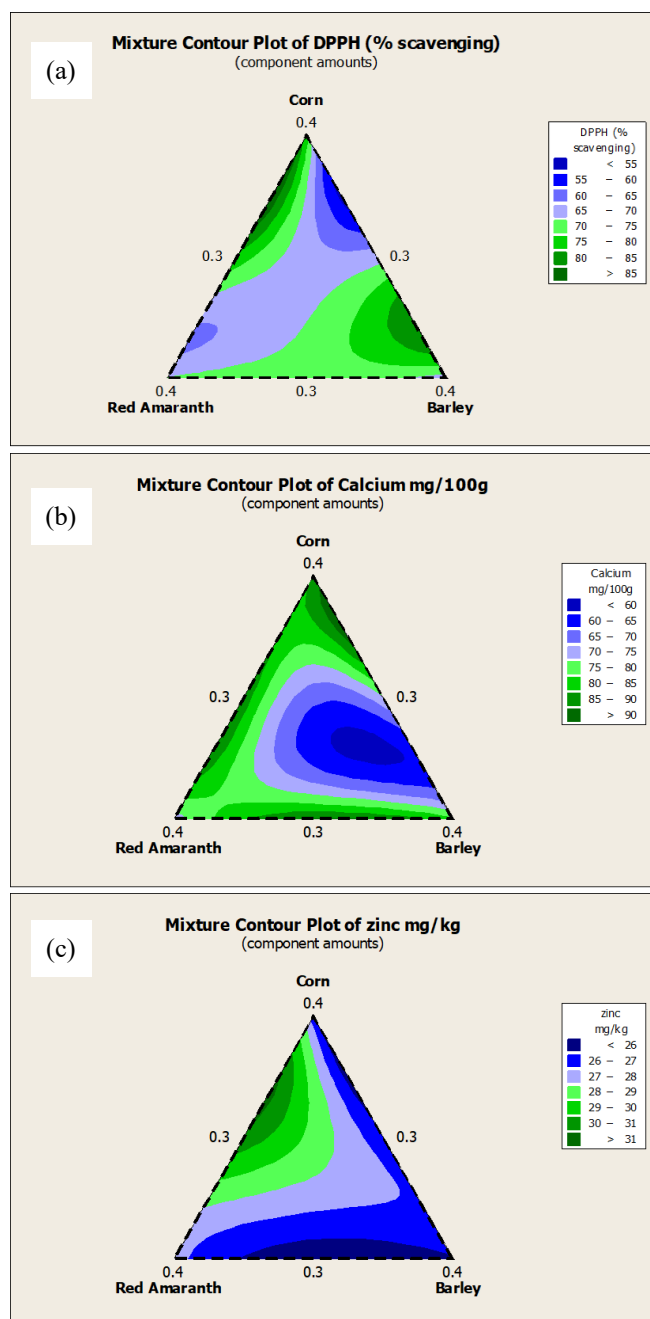 (a)
Mixture Contour Plot of DPPH (% scavenging)
(component amounts)
Corn
0.4
DPPH (%
scavenging)
< 55
55 – 60
60 – 65
65 – 70
70 – 75
75 – 80
80 – 85
> 85
0.3
0.3
0.4
0.3
0.4
Red Amaranth
Barley
(b)
Mixture Contour Plot of Calcium mg/100g
(component amounts)
Corn
0.4
Calcium
mg/100g
< 60
60 – 65
65 – 70
70 – 75
75 – 80
80 – 85
85 – 90
> 90
0.3
0.3
0.4
0.3
0.4
Red Amaranth
Barley
(c)
Mixture Contour Plot of zinc mg/kg
(component amounts)
Corn
0.4
zinc
mg/kg
< 26
26 – 27
27 – 28
28 – 29
29 – 30
30 – 31
> 31
0.3
0.3
0.4
0.3
0.4
Red Amaranth
Barley